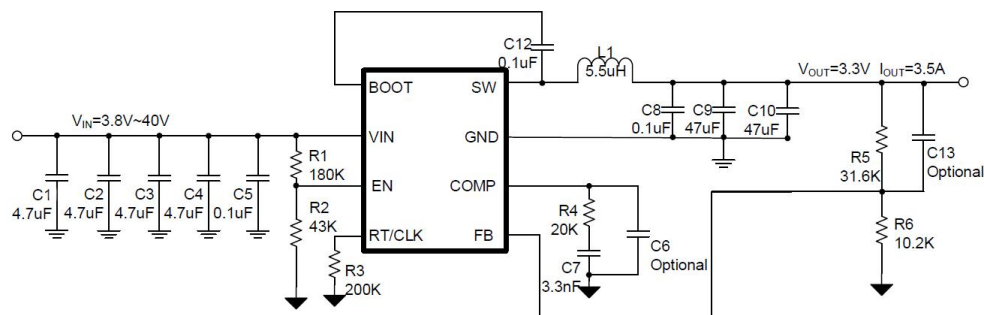 C12
0.1uF
L1
5.5uH
VOUT=3.3V IOUT=3.5A
BOOT
SW
VIN=3.8V~40V
VIN
GND
C8
0.1uF
C9
47uF
C10
47uF
R1
180K
EN
COMP
R5
31.6K
C13
Optional
C1
4.7uF
C2
4.7uF
C3
4.7uF
C4
4.7uF
C5
0.1uF
R2
43K
R4
20K
RT/CLK
FB
R6
10.2K
C6
Optional
C7
3.3nF
R3
200K